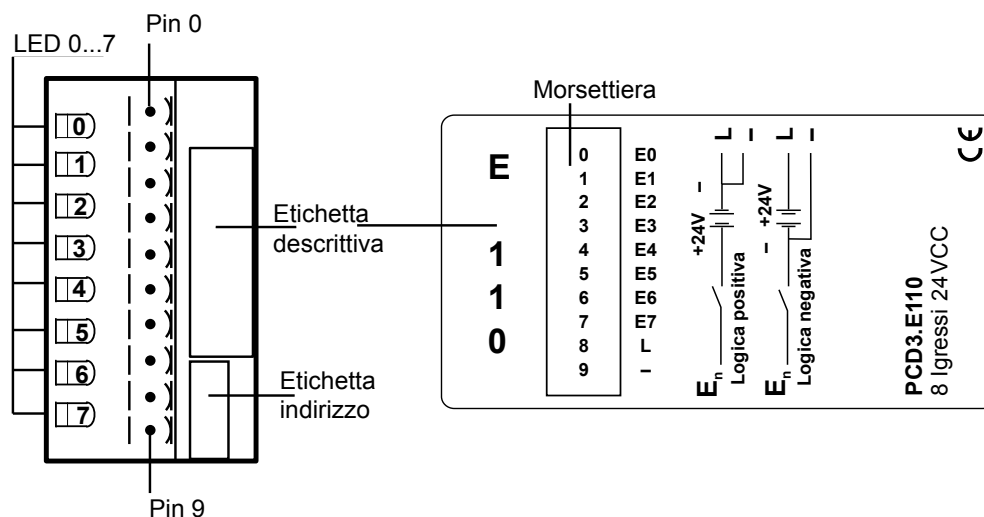 Pin 0
LED 0...7
0
1
2
3
4
5
6
7
Pin 9
Etichetta
descrittiva
Etichetta
indirizzo
Morsettiera
E
1
1
0
0 E0
1 E1
2 E2
3 E3
4 E4
5 E5
6 E6
7 E7
8 L
9 –
L –
+24V –
En Logica positiva
L –
– +24V
En Logica negativa
PCD3.E110
8 Igressi 24VCC
CE